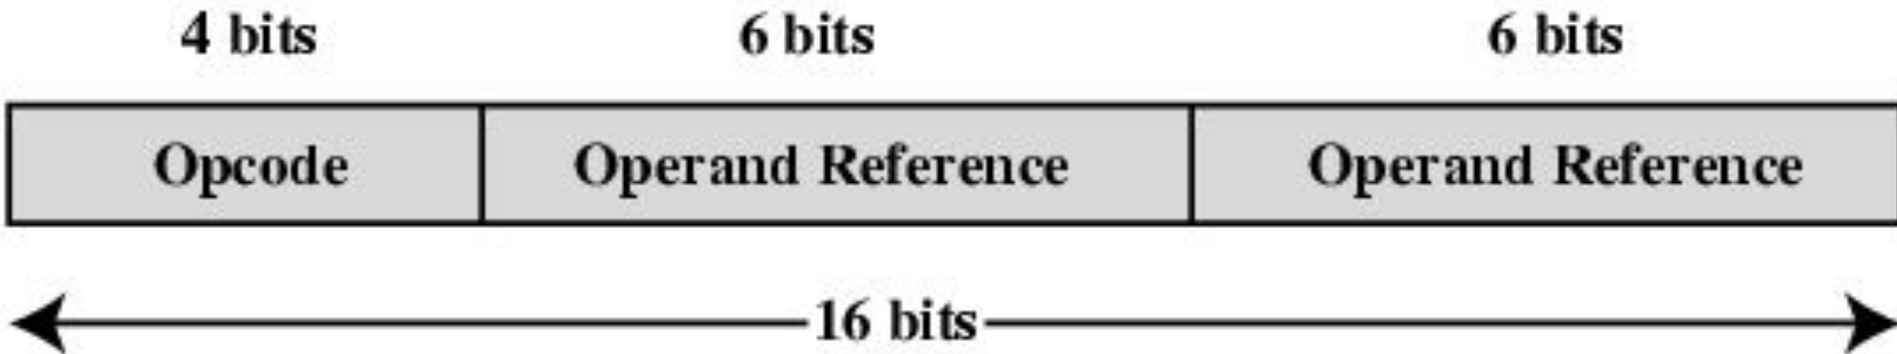 4 bits 6 bits 6 bits
Opcode Operand Reference Operand Reference
16 bits